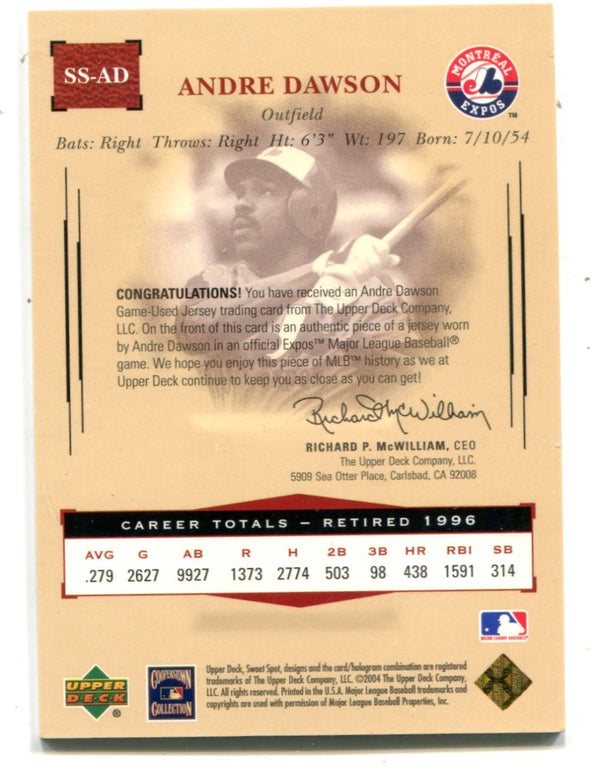 SS-AD
ANDRE DAWSON
MONTRÉAL
EXPOS
TM
Outfield
Bats: Right Throws: Right Ht: 6'3" Wt: 197 Born: 7/10/54
CONGRATULATIONS! You have received an Andre Dawson
Game-Used Jersey trading card from The Upper Deck Company,
LLC. On the front of this card is an authentic piece of a jersey worn
by Andre Dawson in an official Expos™ Major League Baseball®
game. We hope you enjoy this piece of MLB™ history as we at
Upper Deck continue to keep you as close as you can get!
Richard McWilliam
RICHARD P. McWILLIAM, CEO
The Upper Deck Company, LLC.
5909 Sea Otter Place, Carlsbad, CA 92008
CAREER TOTALS – RETIRED 1996
AVG G AB R H 2B 3B HR RBI SB
.279 2627 9927 1373 2774 503 98 438 1591 314
MAJOR LEAGUE BASEBALL
UPPER
DECK
®
COOPERSTOWN
COLLECTION
Upper Deck, Sweet Spot, designs and the card/hologram combination are registered
trademarks of The Upper Deck Company, LLC. ©2004 The Upper Deck Company,
LLC. All rights reserved. Printed in the U.S.A. Major League Baseball trademarks and
copyrights are used with permission of Major League Baseball Properties, Inc.